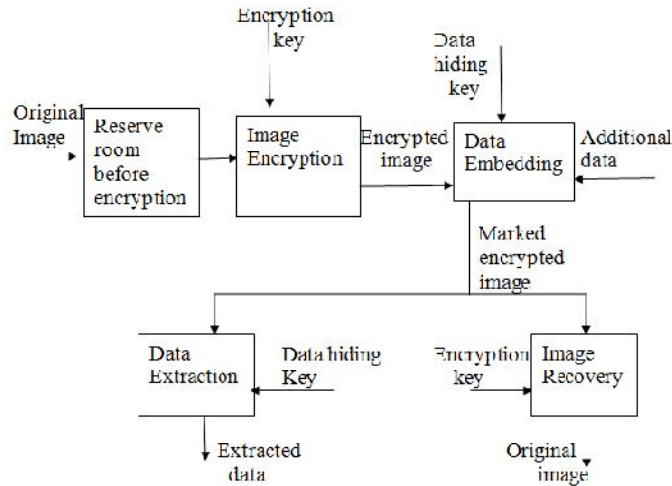 Encryption
key
Data
hiding
key
Original
Image
Reserve
room
before
encryption
Image
Encryption
Encrypted
image
Data
Embedding
Additional
data
Marked
encrypted
image
Data
Extraction
Data hiding
Key
Encryption
key
Image
Recovery
Extracted
data
Original
image